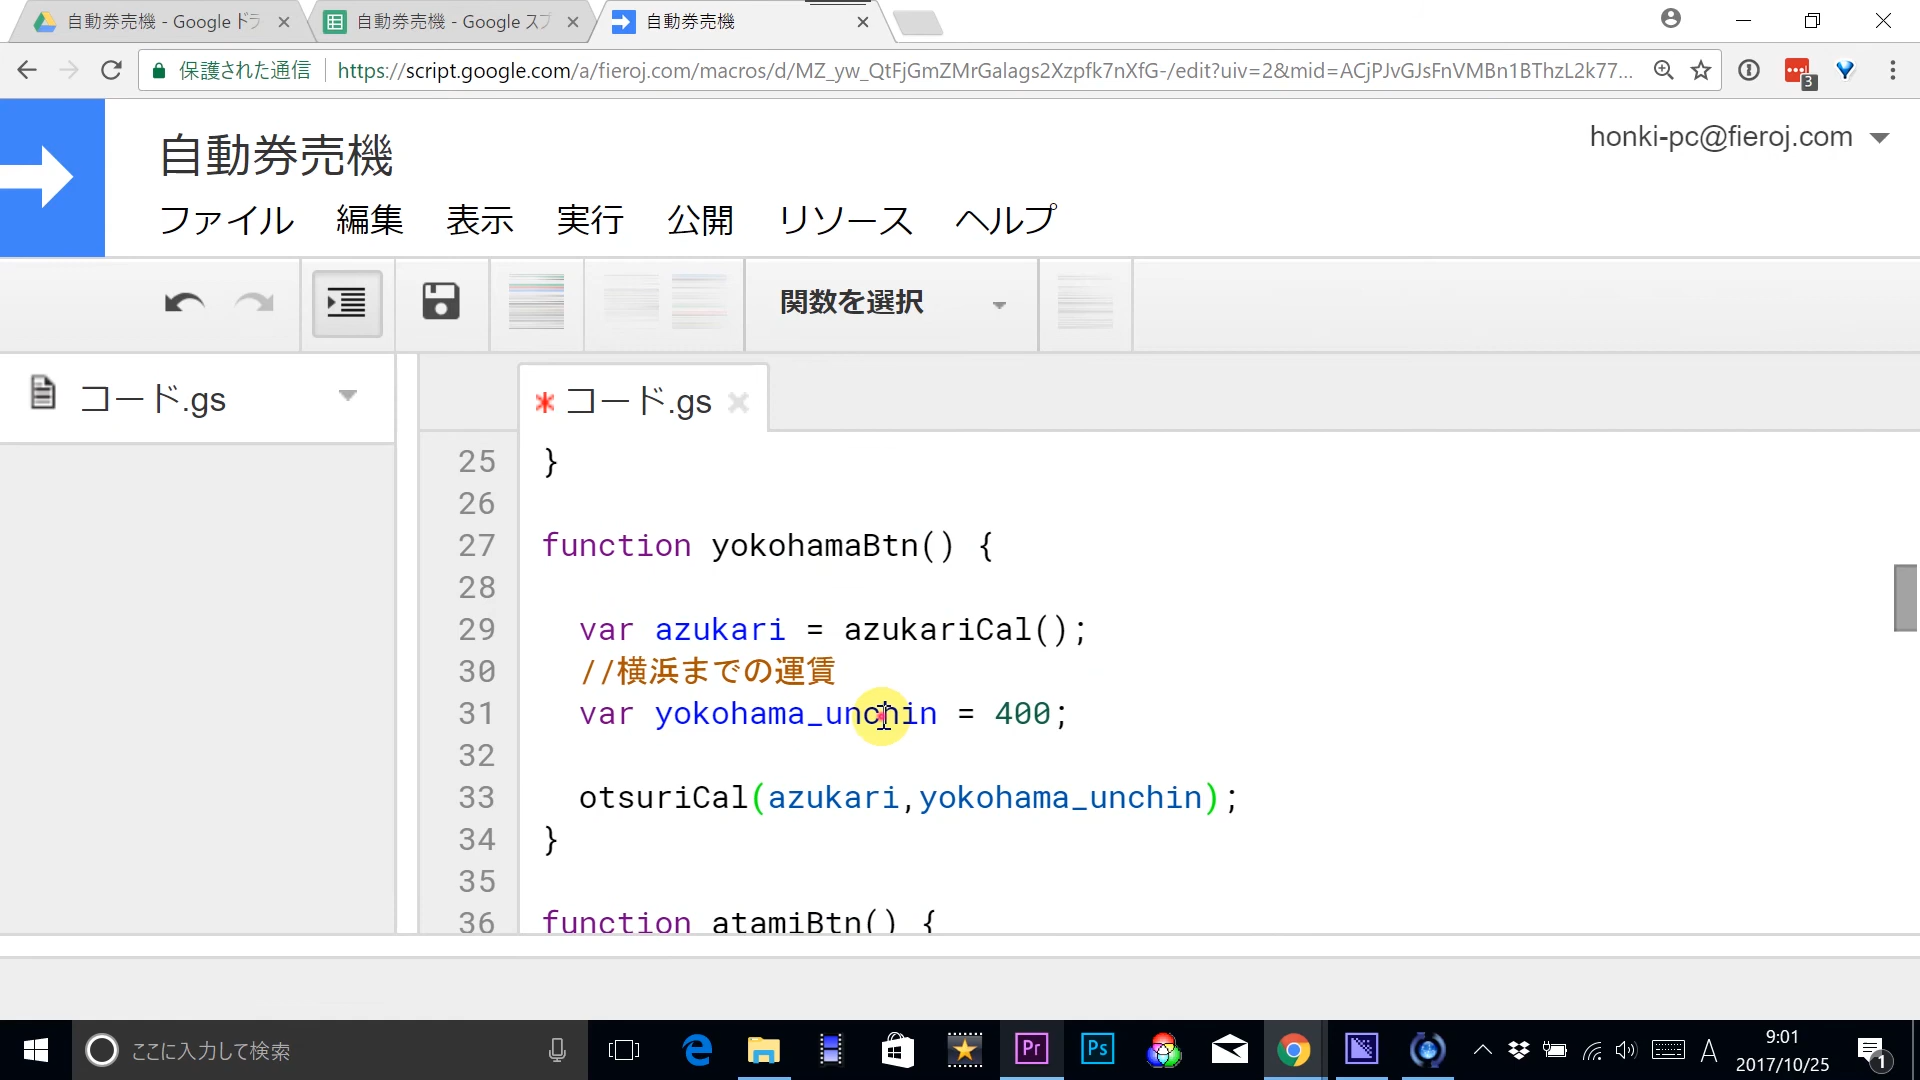 自動券売機 - Google ドラ
自動券売機 - Google スプ
自動券売機
保護された通信
https://script.google.com/a/fieroj.com/macros/d/MZ_yw_QtFjGmZMrGalags2Xzpfk7nXfG-/edit?uiv=2&mid=ACjPJvGJsFnVMBn1BThzL2k77...
3
自動券売機
honki-pc@fieroj.com
ファイル 編集 表示 実行 公開 リソース ヘルプ
関数を選択
コード.gs
* コード.gs
25 }
26
27 function yokohamaBtn() {
28
29 var azukari = azukariCal();
30 //横浜までの運賃
31 var yokohama_unchin = 400;
32
33 otsuriCal(azukari,yokohama_unchin);
34 }
35
36 function atamiBtn() {
ここに入力して検索
Pr
Ps
A
9:01
2017/10/25
1